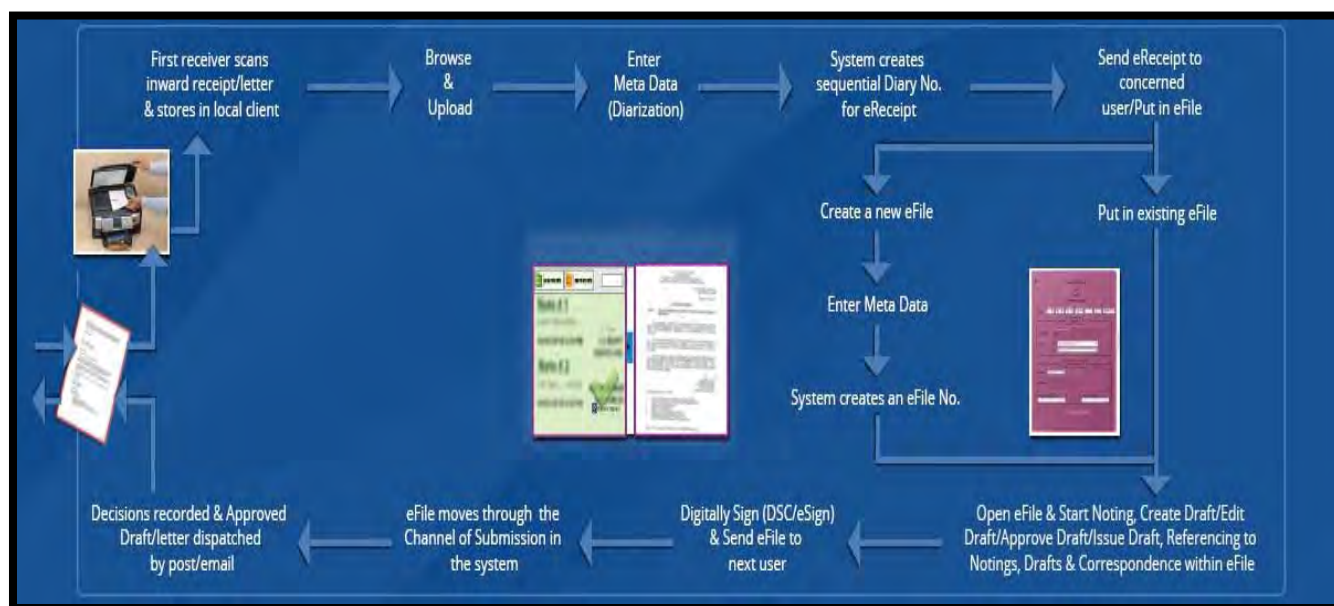 First receiver scans
inward receipt/letter
& stores in local client
Browse
&
Upload
Enter
Meta Data
(Diarization)
System creates
sequential Diary No.
for eReceipt
Send eReceipt to
concerned
user/Put in eFile
Create a new eFile
Put in existing eFile
Enter Meta Data
System creates an eFile No.
Open eFile & Start Noting, Create Draft/Edit
Draft/Approve Draft/Issue Draft, Referencing to
Notings, Drafts & Correspondence within eFile
Digitally Sign (DSC/eSign)
& Send eFile to
next user
eFile moves through the
Channel of Submission in
the system
Decisions recorded & Approved
Draft/letter dispatched
by post/email